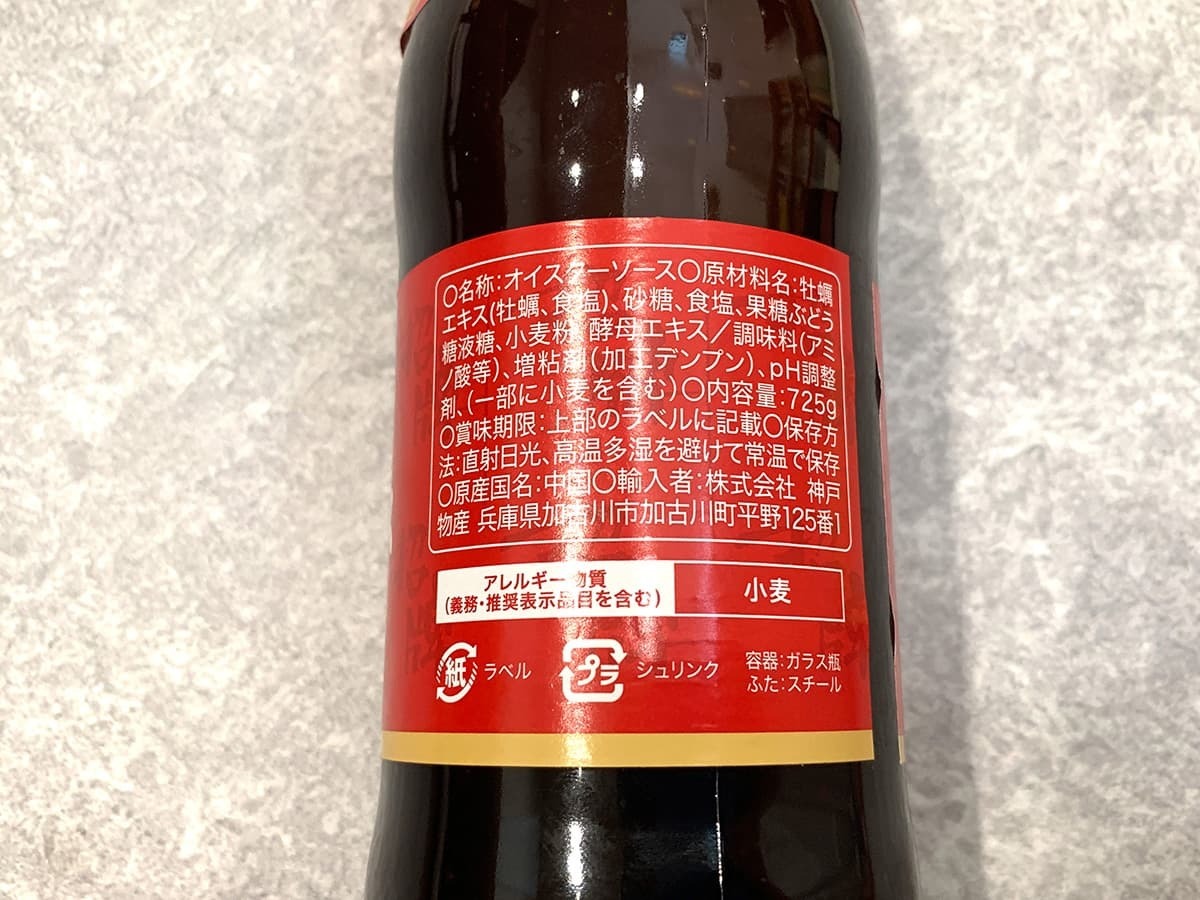 〇名称:オイスターソース〇原材料名:牡蠣
エキス(牡蠣、食塩)、砂糖、食塩、果糖ぶどう
糖液糖、小麦粉、酵母エキス/調味料(アミ
ノ酸等)、増粘剤(加工デンプン)、pH調整
剤、(一部に小麦を含む)〇内容量:725g
〇賞味期限:上部のラベルに記載〇保存方
法:直射日光、高温多湿を避けて常温で保存
〇原産国名:中国〇輸入者:株式会社 神戸
物産 兵庫県加古川市加古川町平野125番1
アレルギー物質
(義務・推奨表示品目を含む)
小麦
紙 ラベル
プラ シュリンク
容器:ガラス瓶
ふた:スチール